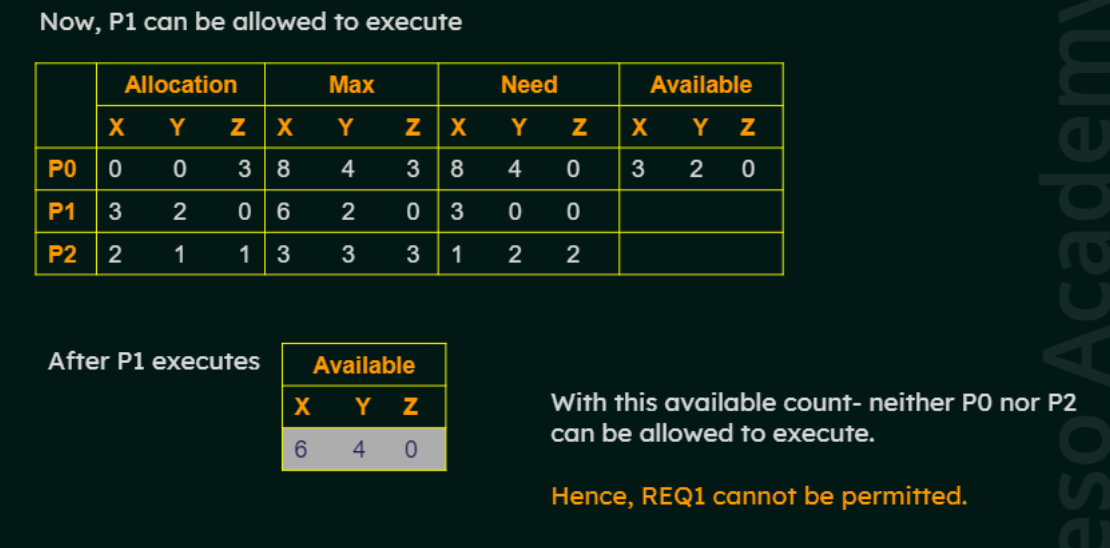 Now, P1 can be allowed to execute
Allocation Max Need Available
X Y Z X Y Z X Y Z X Y Z
P0 0 0 3 8 4 3 8 4 0 3 2 0
P1 3 2 0 6 2 0 3 0 0
P2 2 1 1 3 3 3 1 2 2
After P1 executes
Available
X Y Z
6 4 0
With this available count- neither P0 nor P2
can be allowed to execute.
Hence, REQ1 cannot be permitted.
eso Academy